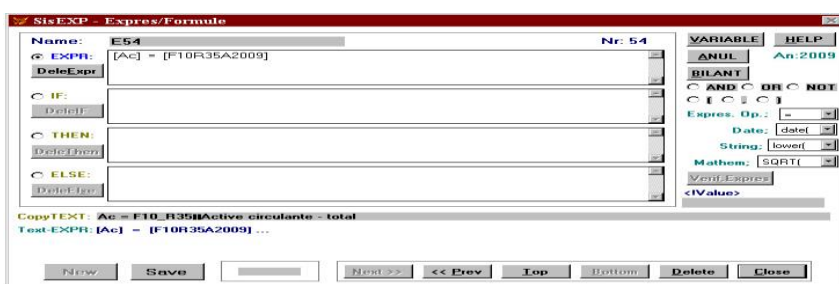 SisEXP - Expres/Formule
Name: E54 Nr: 54 VARIABLE HELP
EXPR: [Ac] = [F10R35A2009] ANUL An:2009
DeleExpr BILANT
AND OR NOT
IF: ( , )
DeleIF Expres. Op.; =
THEN: Date; date(
DeleThen String; lower(
Mathem; SQRT(
ELSE: Verif.Expres
DeleElse <!Value>
CopyTEXT: Ac = F10_R35 Active circulante - total
Text-EXPR: [Ac] = [F10R35A2009] ...
New Save Next >> << Prev Top Bottom Delete Close